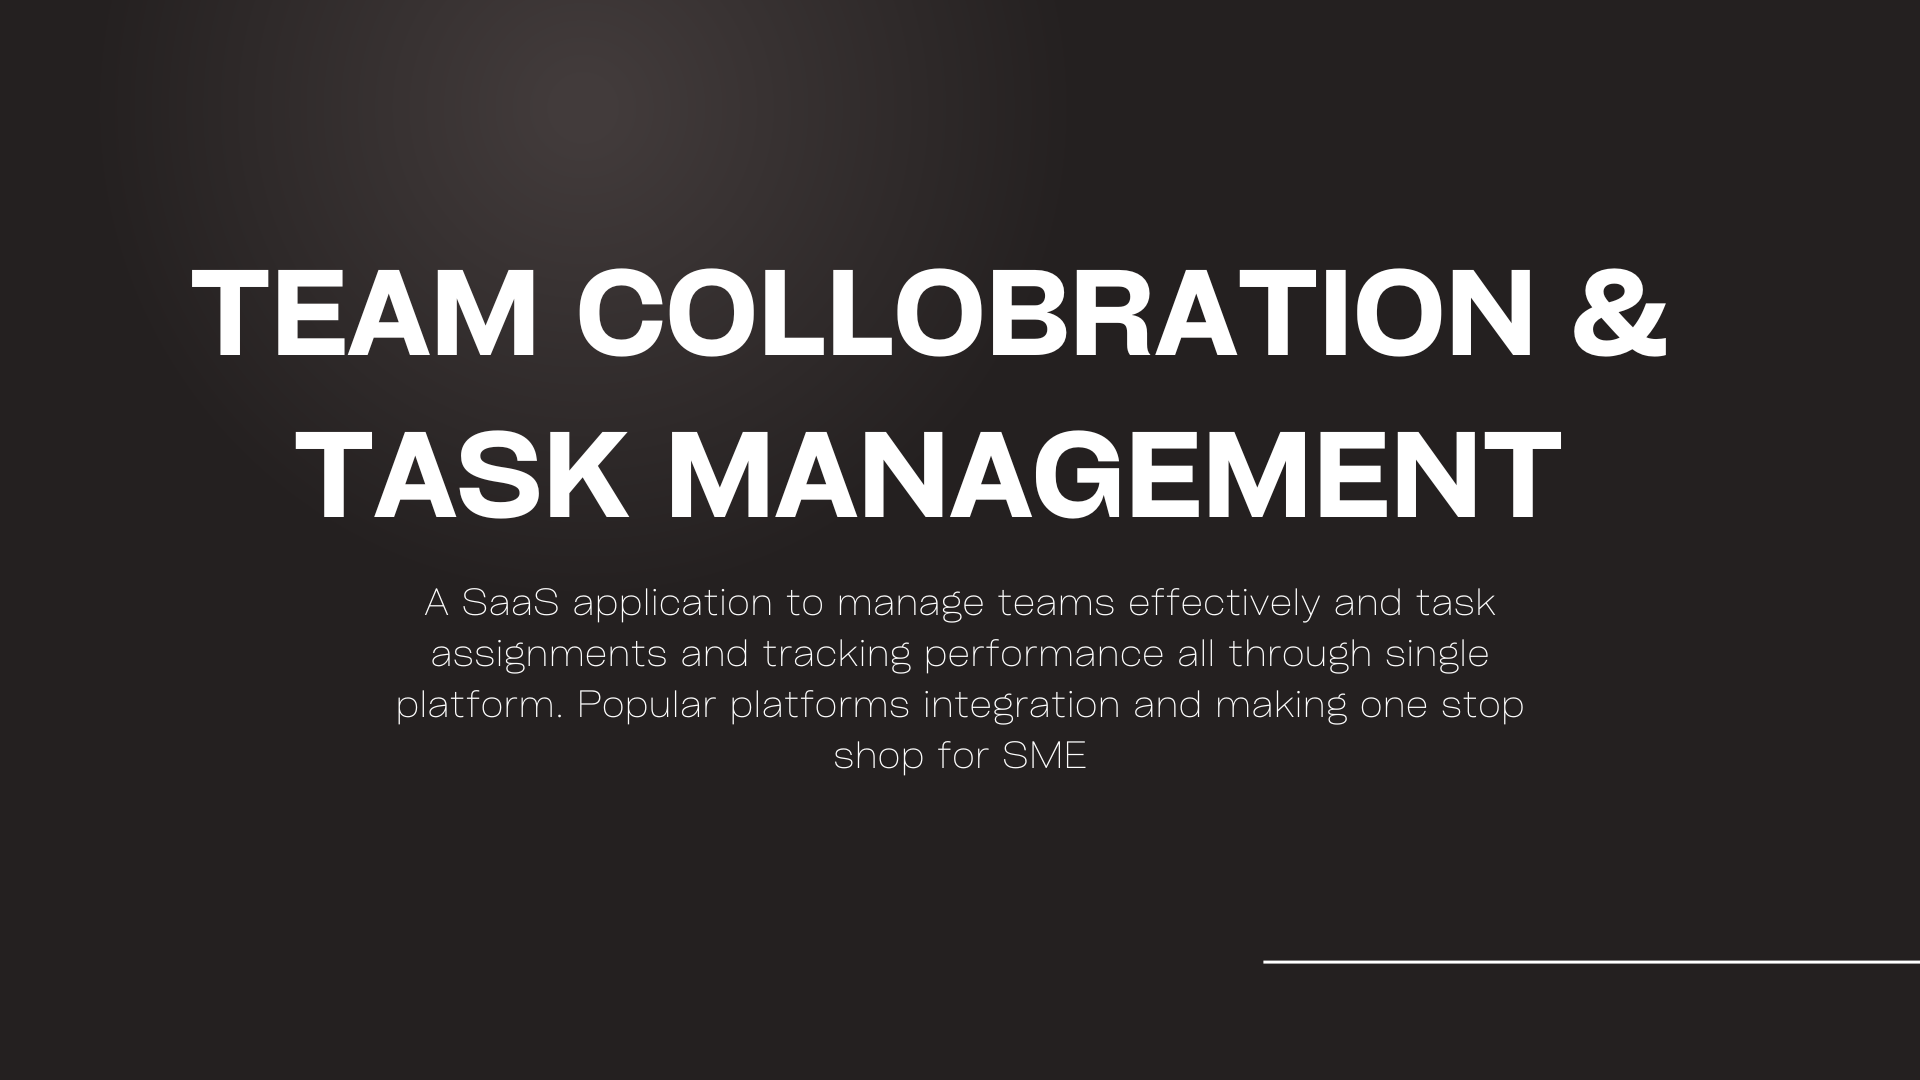 TEAM COLLOBRATION &
TASK MANAGEMENT
A SaaS application to manage teams effectively and task
assignments and tracking performance all through single
platform. Popular platforms integration and making one stop
shop for SME